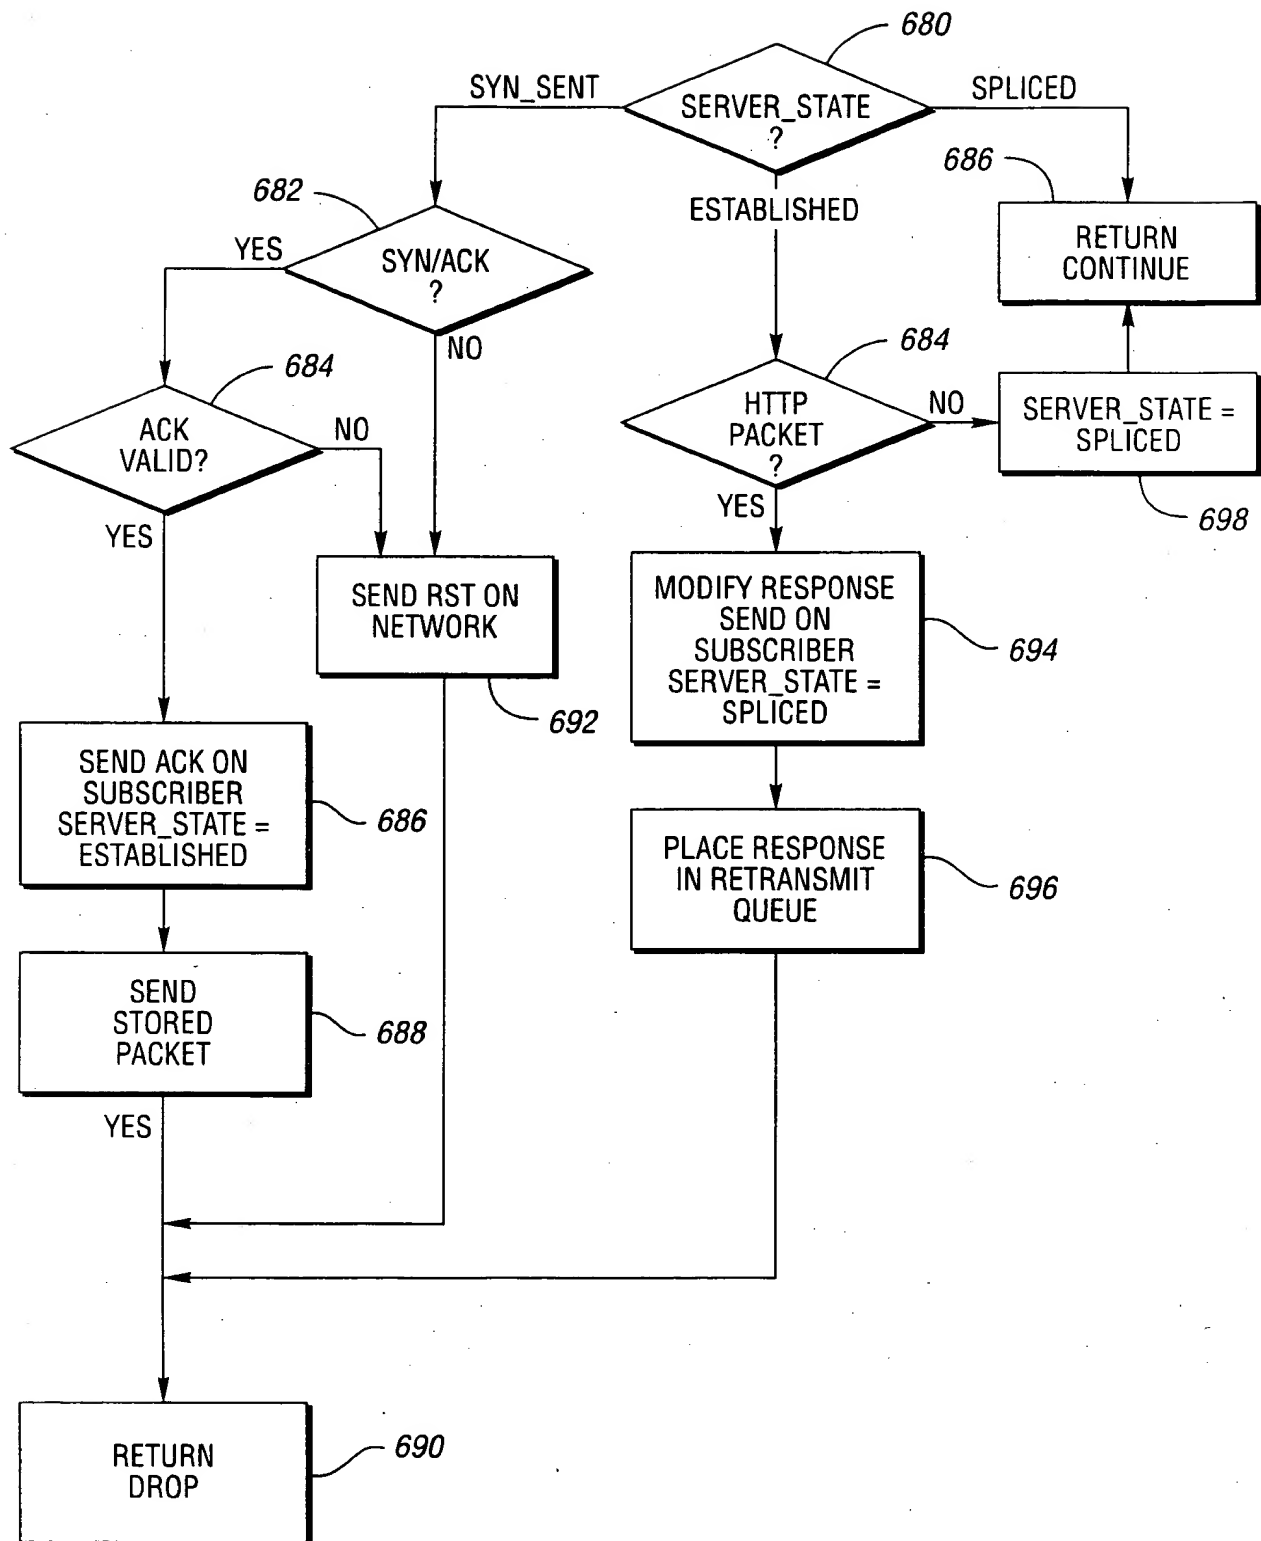 680
SYN_SENT
SERVER_STATE
?
SPLICED
686
682
ESTABLISHED
RETURN
CONTINUE
YES
SYN/ACK
?
NO
684
684
HTTP
PACKET
?
NO
SERVER_STATE =
SPLICED
ACK
VALID?
NO
YES
698
YES
SEND RST ON
NETWORK
MODIFY RESPONSE
SEND ON
SUBSCRIBER
SERVER_STATE =
SPLICED
694
692
SEND ACK ON
SUBSCRIBER
SERVER_STATE =
ESTABLISHED
686
PLACE RESPONSE
IN RETRANSMIT
QUEUE
696
SEND
STORED
PACKET
688
YES
RETURN
DROP
690